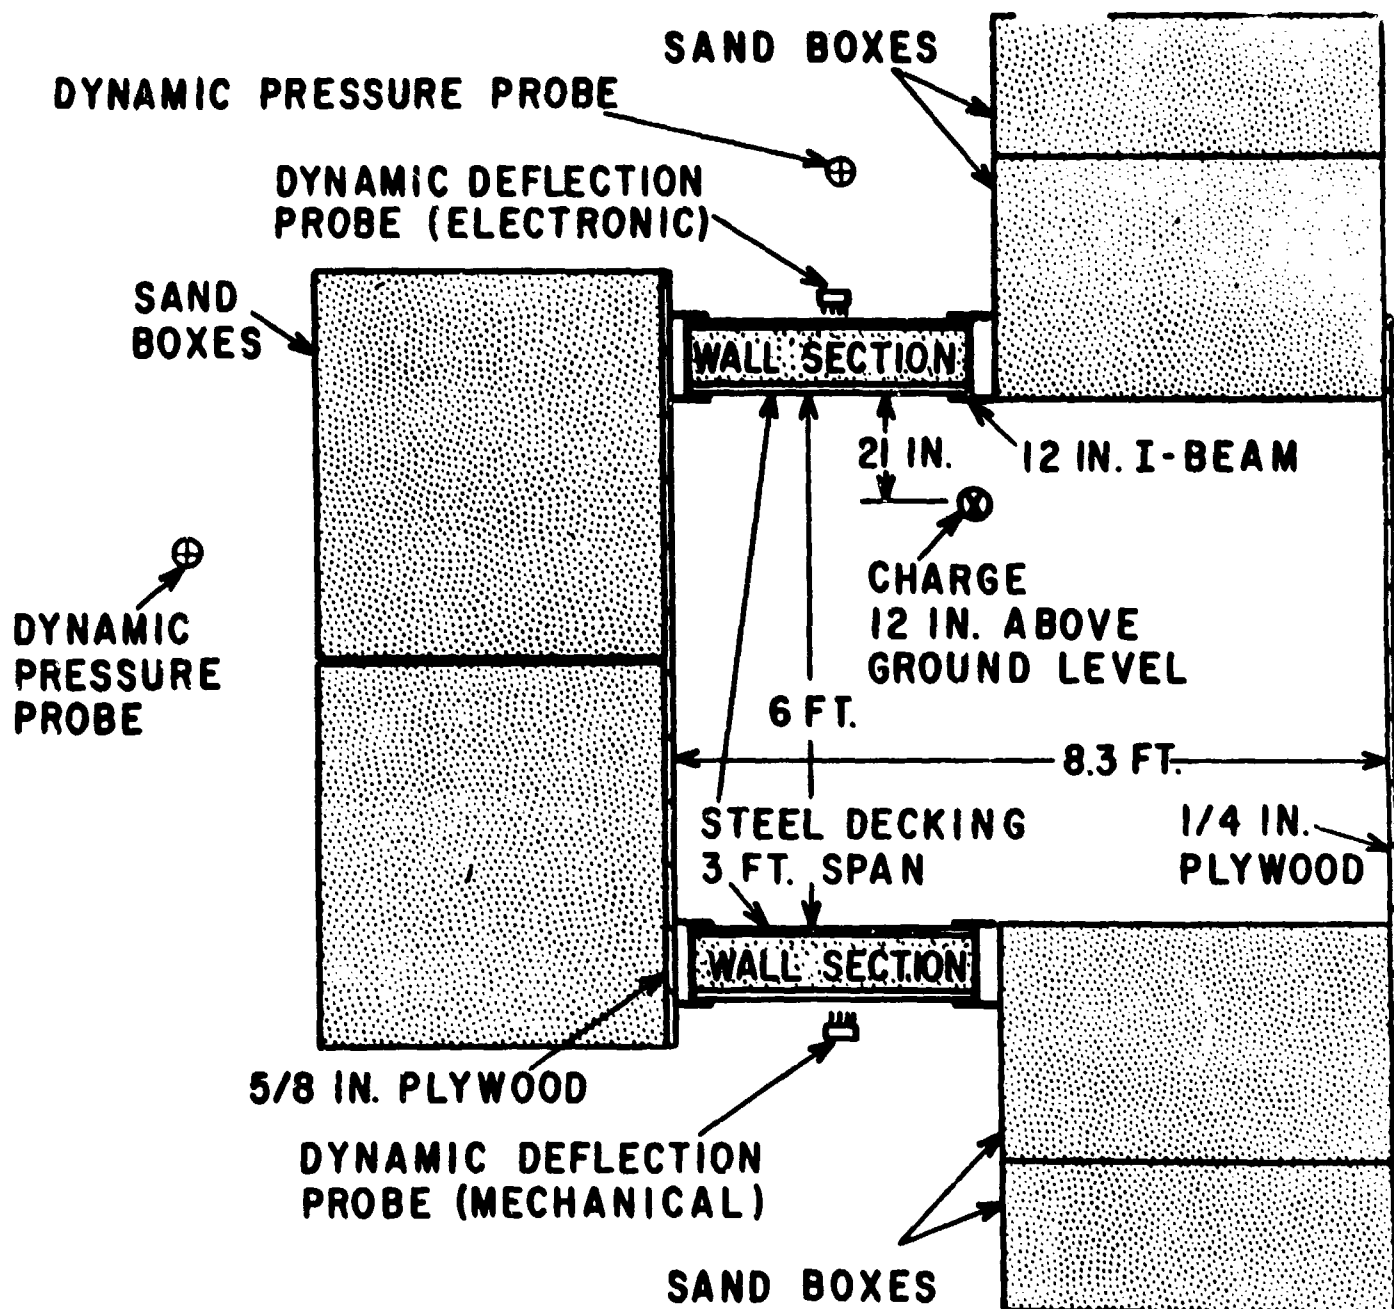 SAND BOXES
DYNAMIC PRESSURE PROBE
DYNAMIC DEFLECTION
PROBE (ELECTRONIC)
SAND
BOXES
WALL SECTION
21 IN.
12 IN. I-BEAM
CHARGE
12 IN. ABOVE
GROUND LEVEL
DYNAMIC
PRESSURE
PROBE
6 FT.
8.3 FT.
STEEL DECKING
3 FT. SPAN
1/4 IN.
PLYWOOD
WALL SECTION
5/8 IN. PLYWOOD
DYNAMIC DEFLECTION
PROBE (MECHANICAL)
SAND BOXES